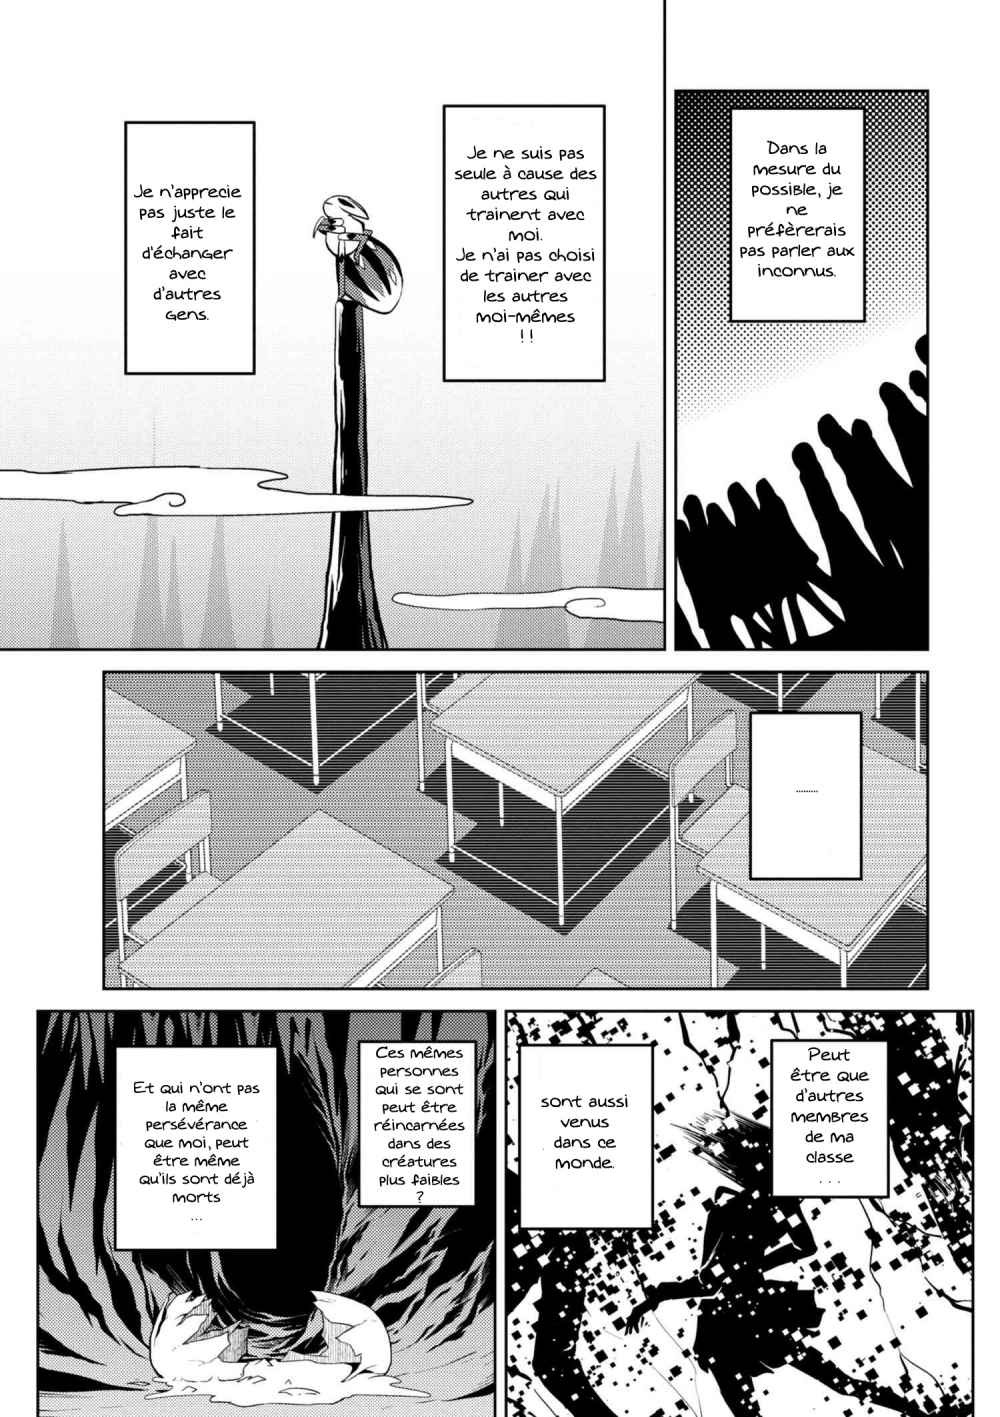 Dans la
mesure du
possible, je
ne
préfèrerais
pas parler aux
inconnus.
Je ne suis pas
seule à cause des
autres qui
trainent avec
moi.
Je n'ai pas choisi
de trainer avec
les autres
moi-mêmes
!!
Je n'apprecie
pas juste le
fait
d'échanger
avec
d'autres
gens.
.........
Peut
être que
d'autres
membres
de ma
classe
...
sont aussi
venus
dans ce
monde.
Ces mêmes
personnes
qui se sont
peut être
réincarnées
dans des
créatures
plus faibles
?
Et qui n'ont pas
la même
persévérance
que moi, peut
être même
qu'ils sont déjà
morts
...